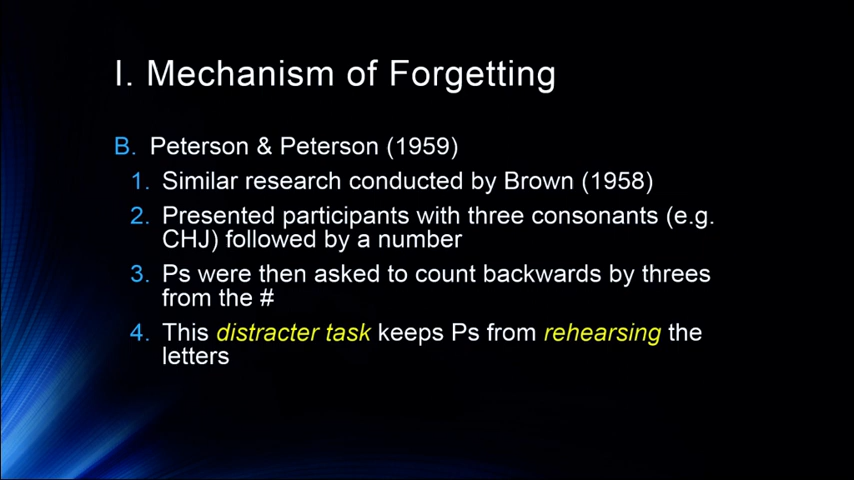 I. Mechanism of Forgetting
B. Peterson & Peterson (1959)
1. Similar research conducted by Brown (1958)
2. Presented participants with three consonants (e.g.
CHJ) followed by a number
3. Ps were then asked to count backwards by threes
from the #
4. This distracter task keeps Ps from rehearsing the
letters